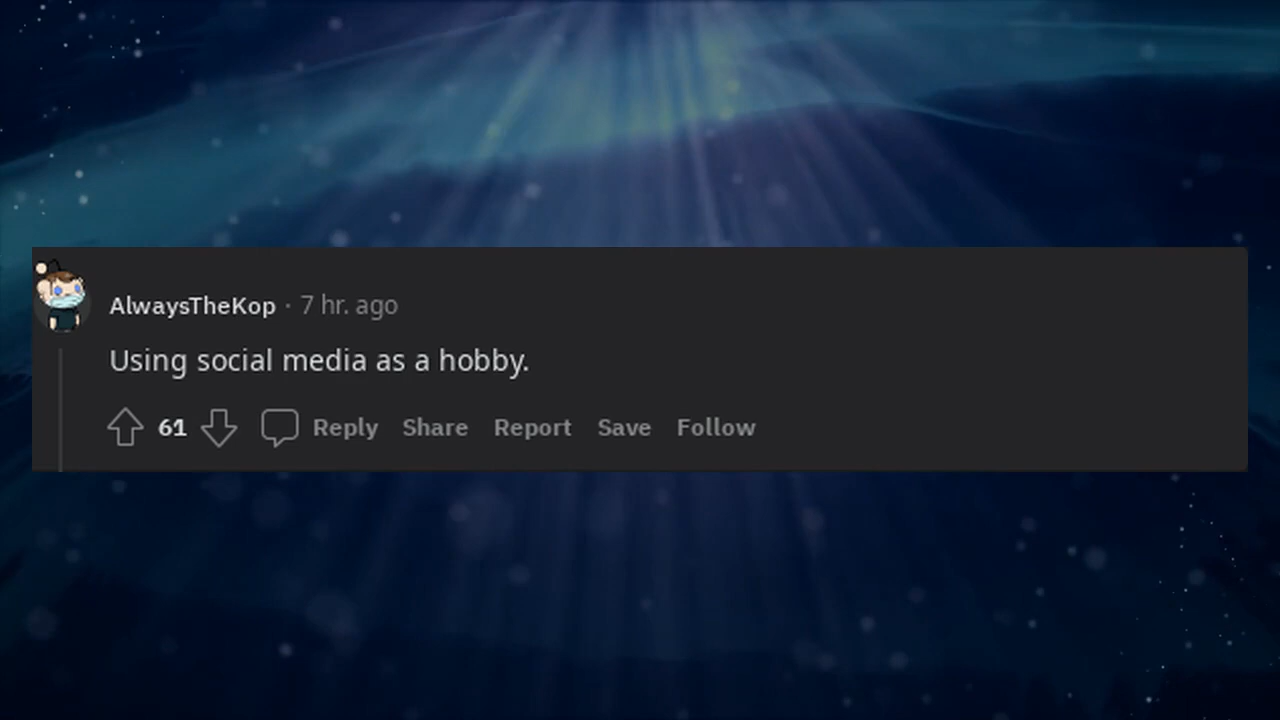 AlwaysTheKop · 7 hr. ago
Using social media as a hobby.
61 Reply Share Report Save Follow